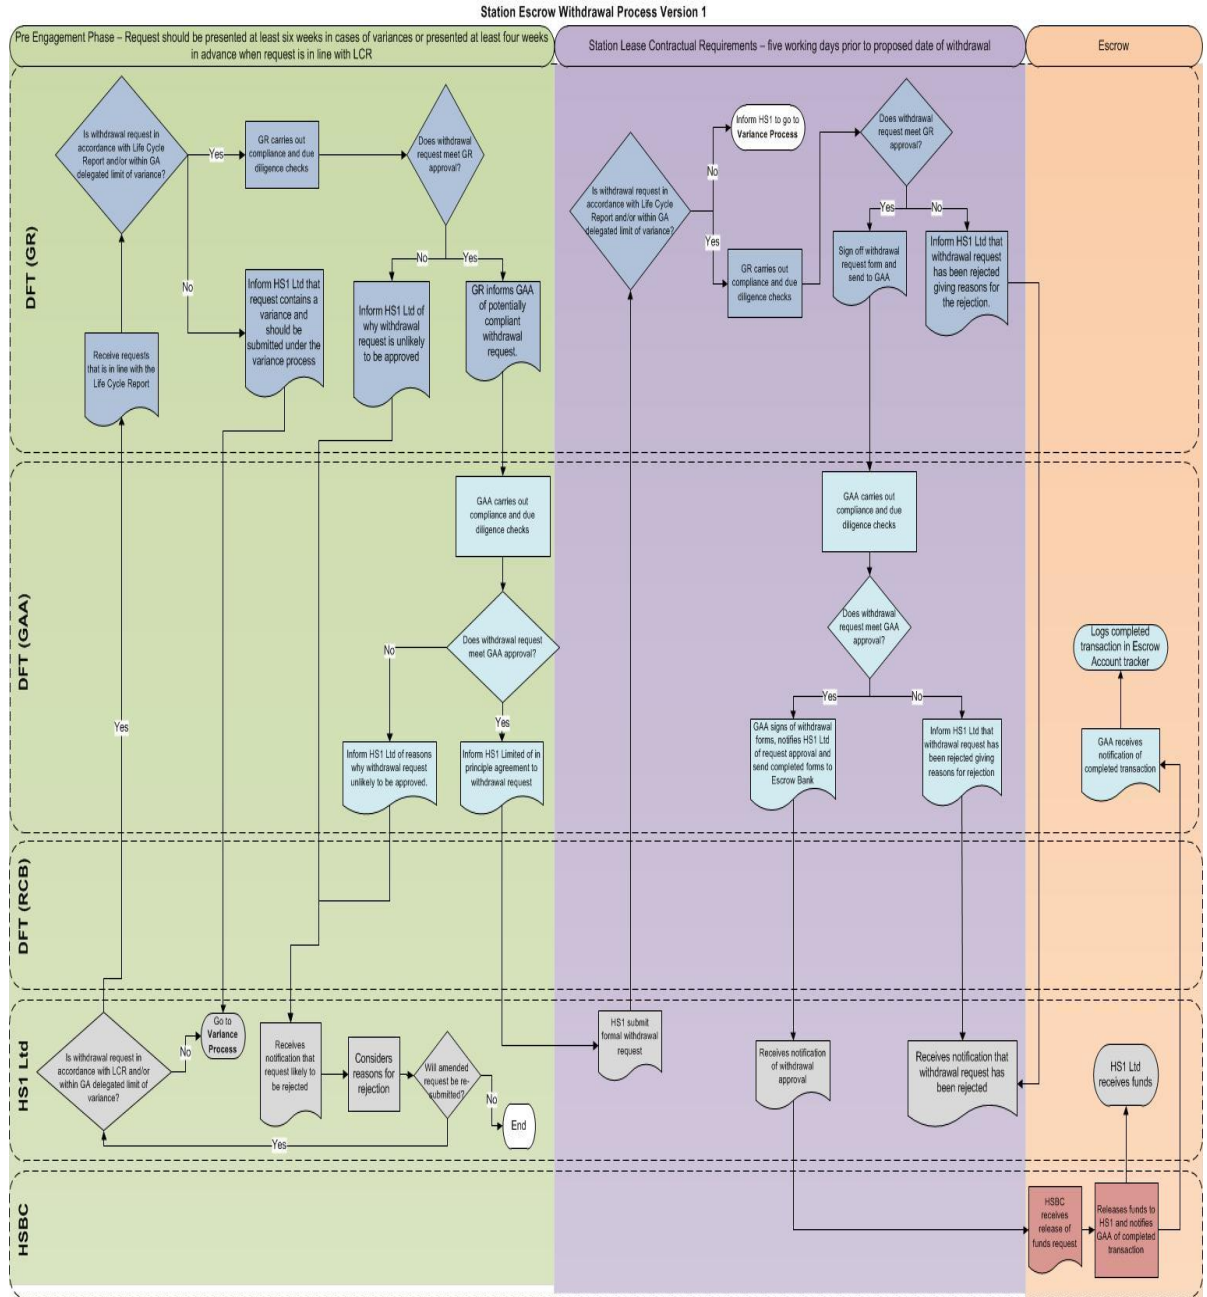 Station Escrow Withdrawal Process Version 1
Pre Engagement Phase – Request should be presented at least six weeks in cases of variances or presented at least four weeks
in advance when request is in line with LCR
Station Lease Contractual Requirements – five working days prior to proposed date of withdrawal
Escrow
DFT (GR)
Is withdrawal request in
accordance with Life Cycle
Report and/or within GA
delegated limit of variance?
Yes
GR carries out
compliance and due
diligence checks
Does withdrawal
request meet GR
approval?
No
No
Yes
Receive requests
that is in line with the
Life Cycle Report
Inform HS1 Ltd that
request contains a
variance and
should be
submitted under the
variance process
Inform HS1 Ltd of
why withdrawal
request is unlikely
to be approved
GR informs GAA
of potentially
compliant
withdrawal
request.
Inform HS1 to go to
Variance Process
No
Is withdrawal request in
accordance with Life Cycle
Report and/or within GA
delegated limit of variance?
Yes
GR carries out
compliance and due
diligence checks
Does withdrawal
request meet GR
approval?
Yes
No
Sign off withdrawal
request form and
send to GAA
Inform HS1 Ltd that
withdrawal request
has been rejected
giving reasons for
the rejection.
DFT (GAA)
GAA carries out
compliance and due
diligence checks
Does withdrawal request
meet GAA approval?
No
Yes
Yes
Inform HS1 Ltd of reasons
why withdrawal request
unlikely to be approved.
Inform HS1 Limited of in
principle agreement to
withdrawal request
GAA carries out
compliance and due
diligence checks
Does withdrawal
request meet GAA
approval?
Yes
No
GAA signs of withdrawal
forms, notifies HS1 Ltd
of request approval and
send completed forms to
Escrow Bank
Inform HS1 Ltd that
withdrawal request has
been rejected giving
reasons for rejection
Logs completed
transaction in Escrow
Account tracker
GAA receives
notification of
completed transaction
DFT (RCB)
HS1 Ltd
Is withdrawal request in
accordance with LCR and/or
within GA delegated limit of
variance?
No
Go to
Variance
Process
Receives
notification that
request likely to
be rejected
Considers
reasons for
rejection
Will amended
request be re-
submitted?
No
End
Yes
HS1 submit
formal withdrawal
request
Receives notification
of withdrawal
approval
Receives notification that
withdrawal request has
been rejected
HS1 Ltd
receives funds
HSBC
HSBC
receives
release of
funds request
Releases funds to
HS1 and notifies
GAA of completed
transaction